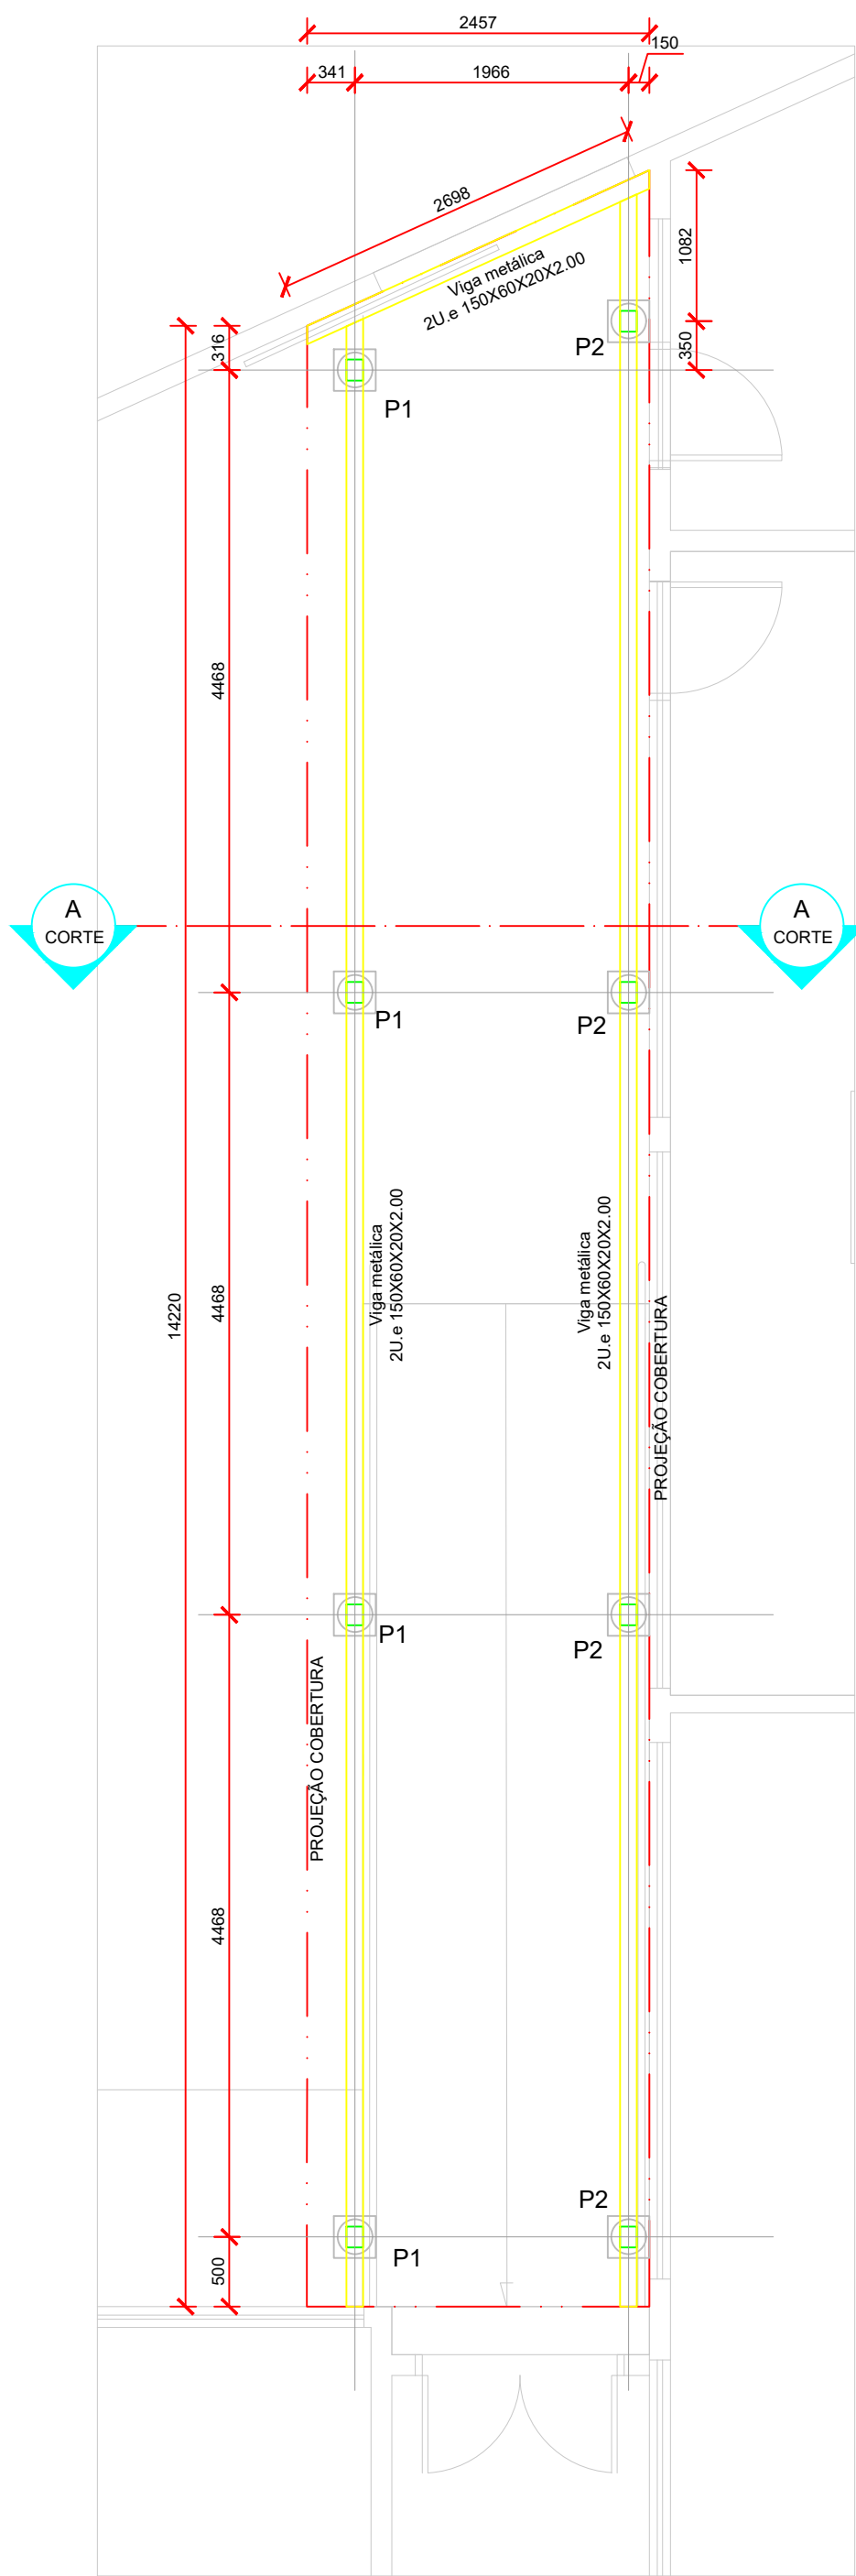 2457
150
341
1966
2698
1082
Viga metálica
2U.e 150X60X20X2.00
316
P2
350
P1
4468
A
CORTE
A
CORTE
P1
P2
Viga metálica
2U.e 150X60X20X2.00
Viga metálica
2U.e 150X60X20X2.00
4468
14220
PROJEÇÃO COBERTURA
P1
P2
PROJEÇÃO COBERTURA
4468
P2
P1
500